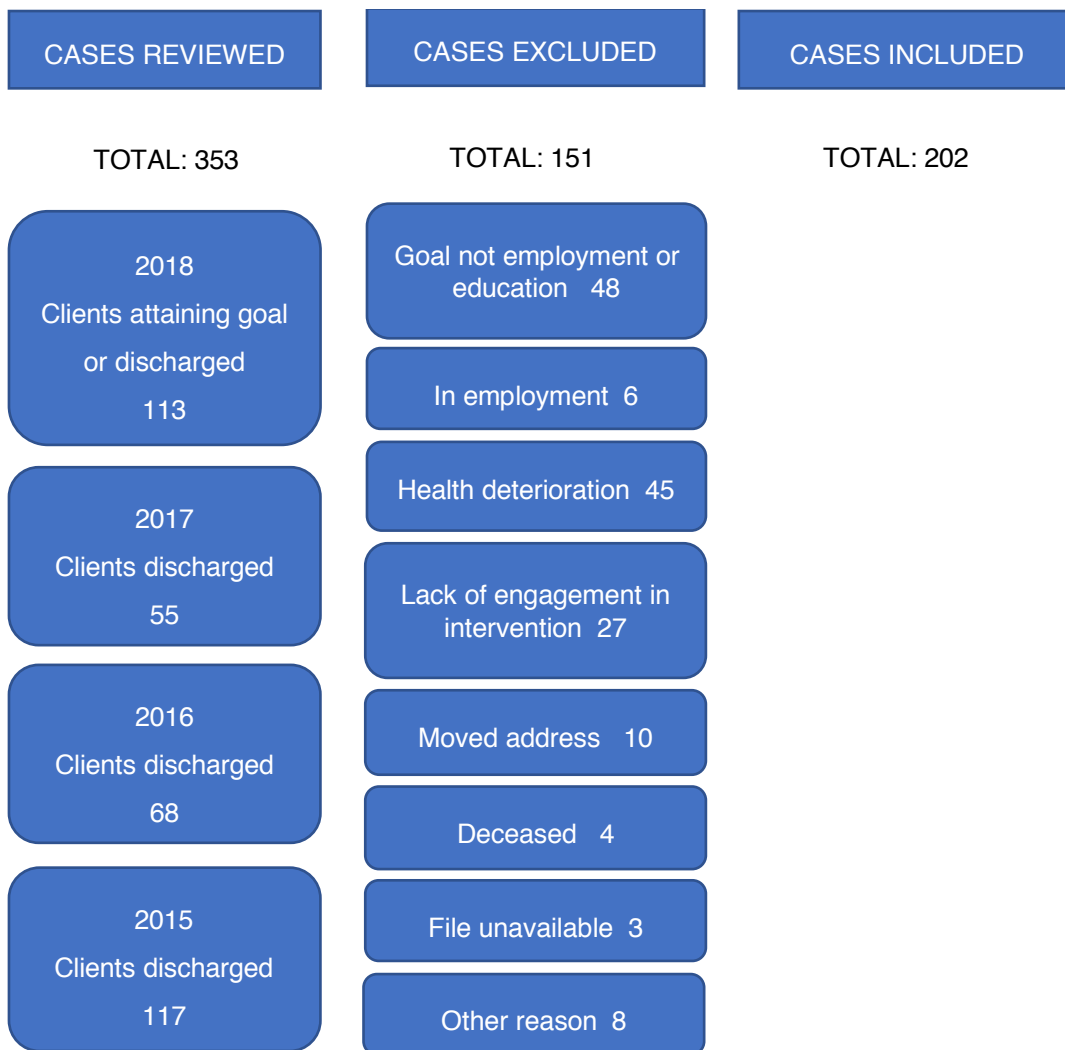 CASES REVIEWED
TOTAL: 353
2018
Clients attaining goal
or discharged
113
2017
Clients discharged
55
2016
Clients discharged
68
2015
Clients discharged
117
CASES EXCLUDED
TOTAL: 151
Goal not employment or
education 48
In employment 6
Health deterioration 45
Lack of engagement in
intervention 27
Moved address 10
Deceased 4
File unavailable 3
Other reason 8
CASES INCLUDED
TOTAL: 202